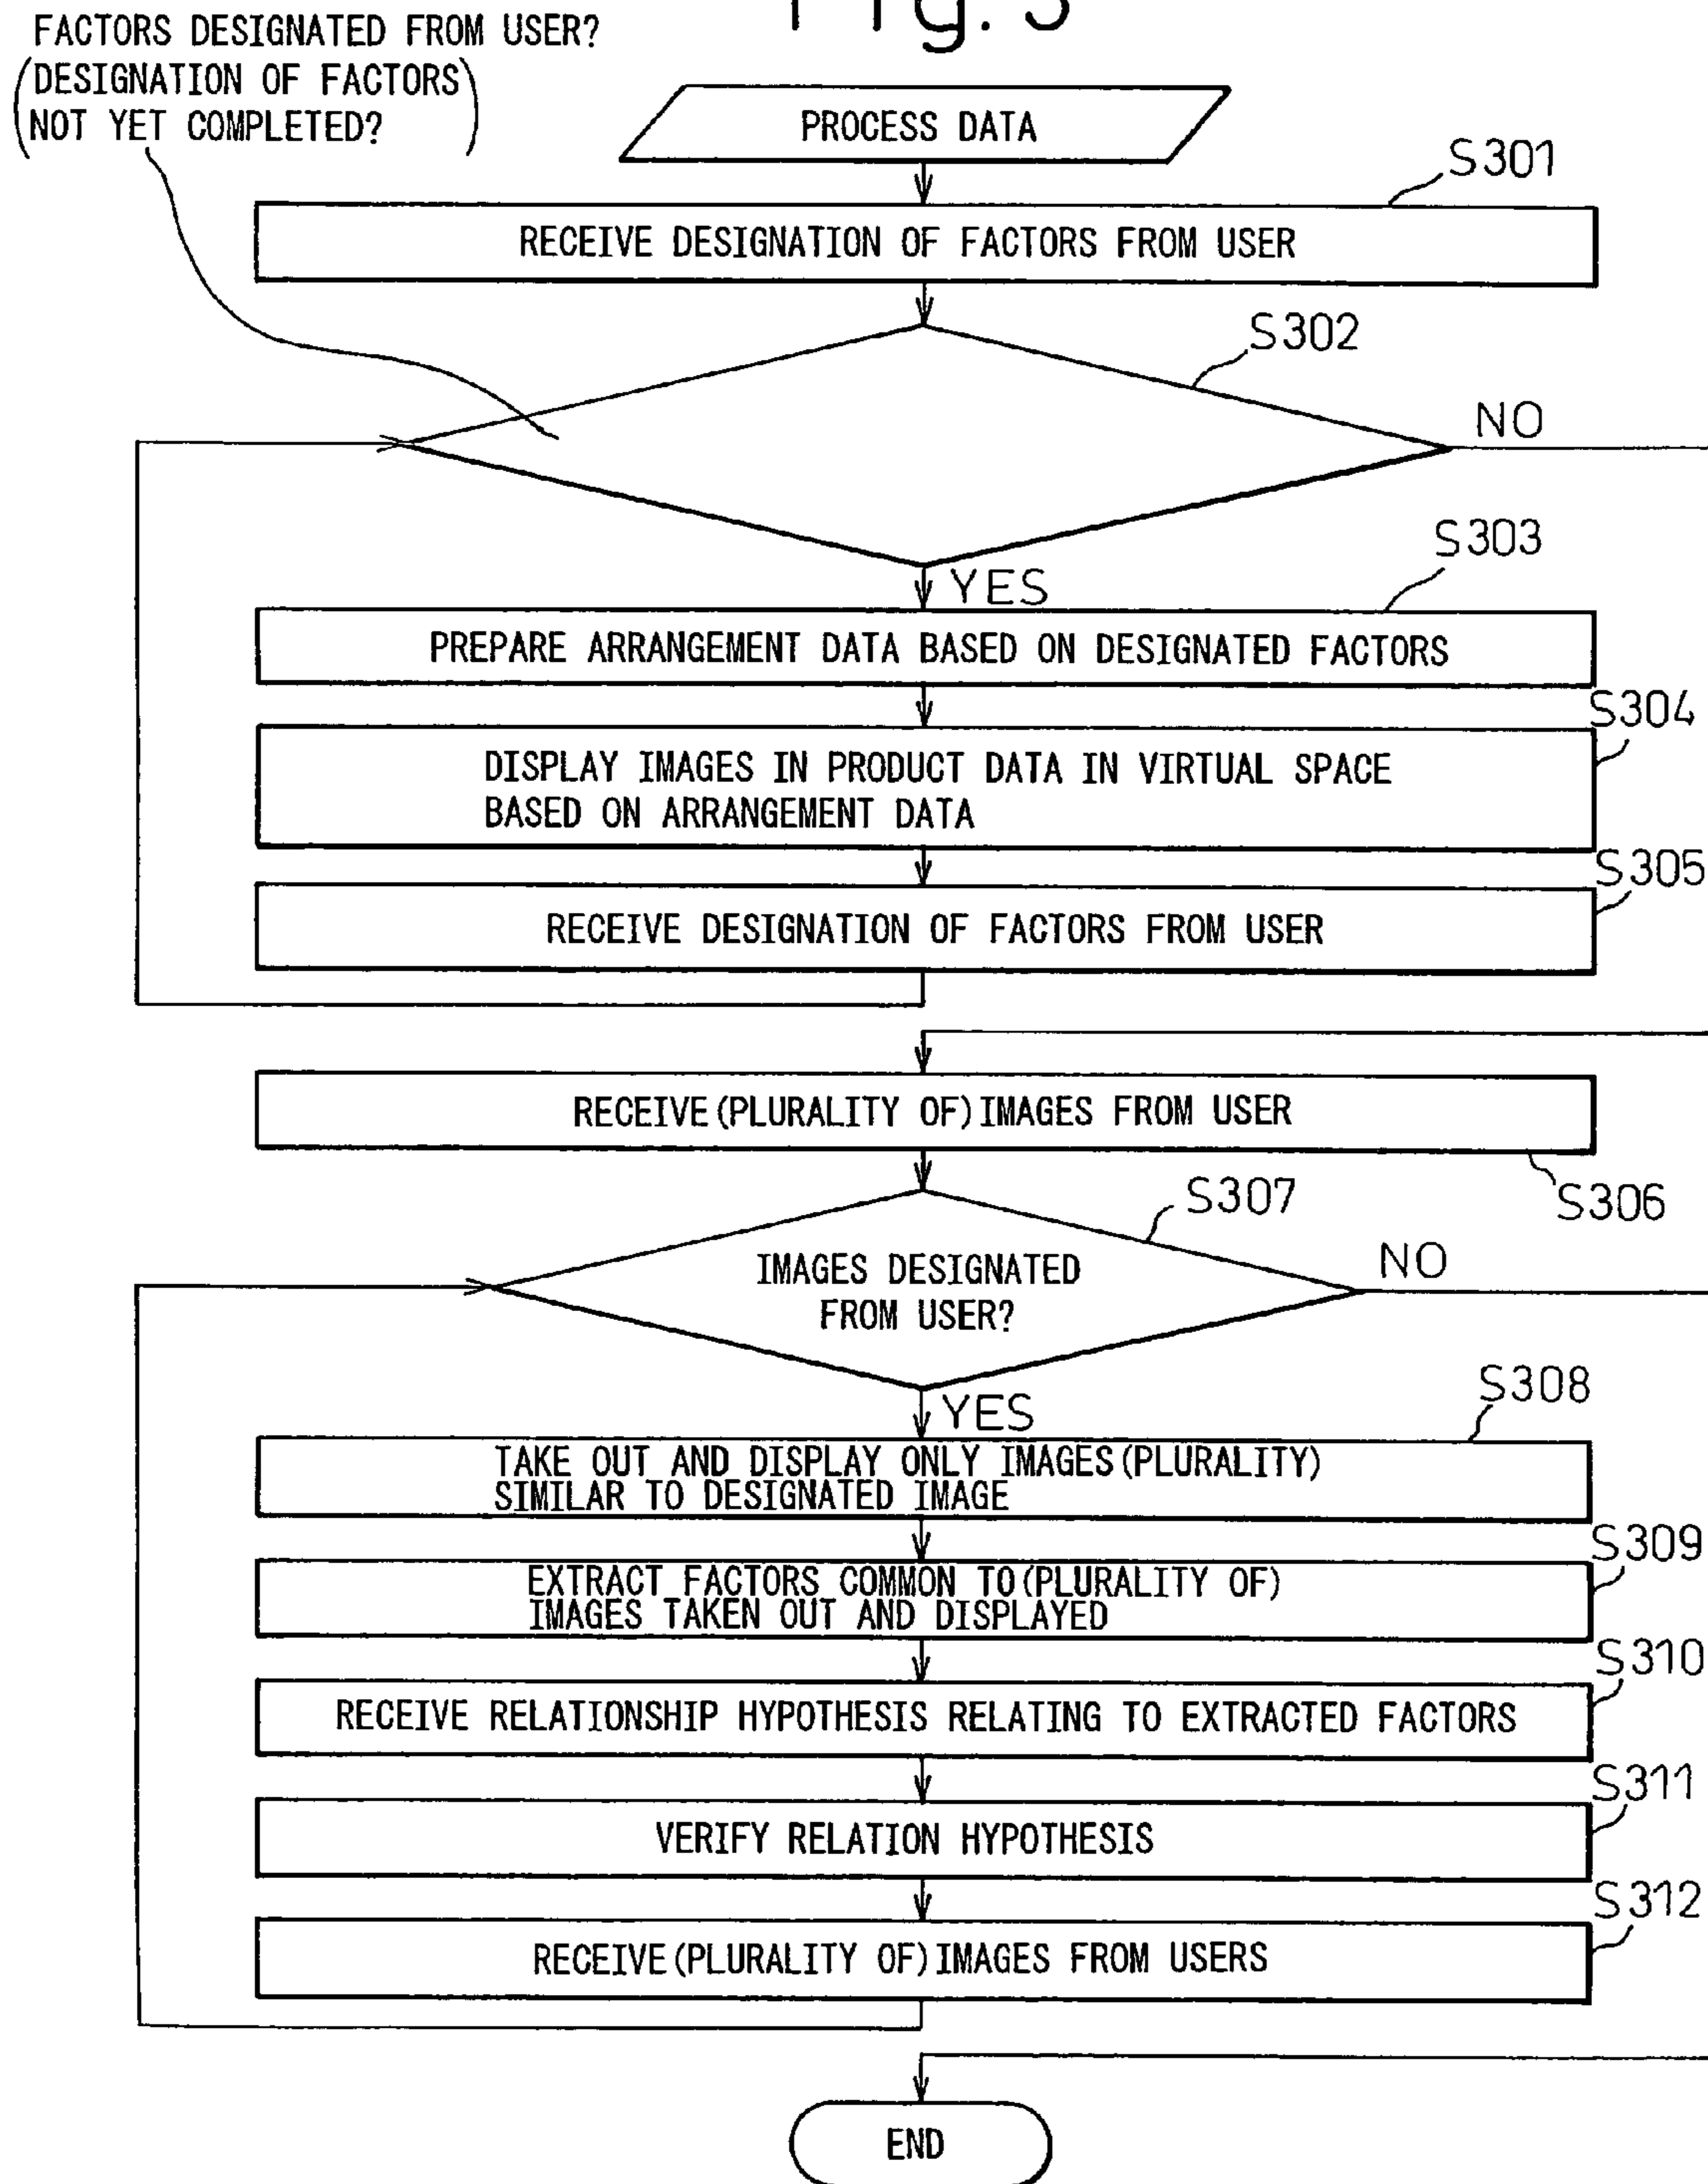 Fig. 3
FACTORS DESIGNATED FROM USER?
(DESIGNATION OF FACTORS
NOT YET COMPLETED?)
PROCESS DATA
S301
RECEIVE DESIGNATION OF FACTORS FROM USER
S302
NO
YES
S303
PREPARE ARRANGEMENT DATA BASED ON DESIGNATED FACTORS
S304
DISPLAY IMAGES IN PRODUCT DATA IN VIRTUAL SPACE
BASED ON ARRANGEMENT DATA
S305
RECEIVE DESIGNATION OF FACTORS FROM USER
RECEIVE (PLURALITY OF) IMAGES FROM USER
S306
S307
IMAGES DESIGNATED
FROM USER?
NO
YES
S308
TAKE OUT AND DISPLAY ONLY IMAGES (PLURALITY)
SIMILAR TO DESIGNATED IMAGE
S309
EXTRACT FACTORS COMMON TO (PLURALITY OF)
IMAGES TAKEN OUT AND DISPLAYED
S310
RECEIVE RELATIONSHIP HYPOTHESIS RELATING TO EXTRACTED FACTORS
S311
VERIFY RELATION HYPOTHESIS
S312
RECEIVE (PLURALITY OF) IMAGES FROM USERS
END